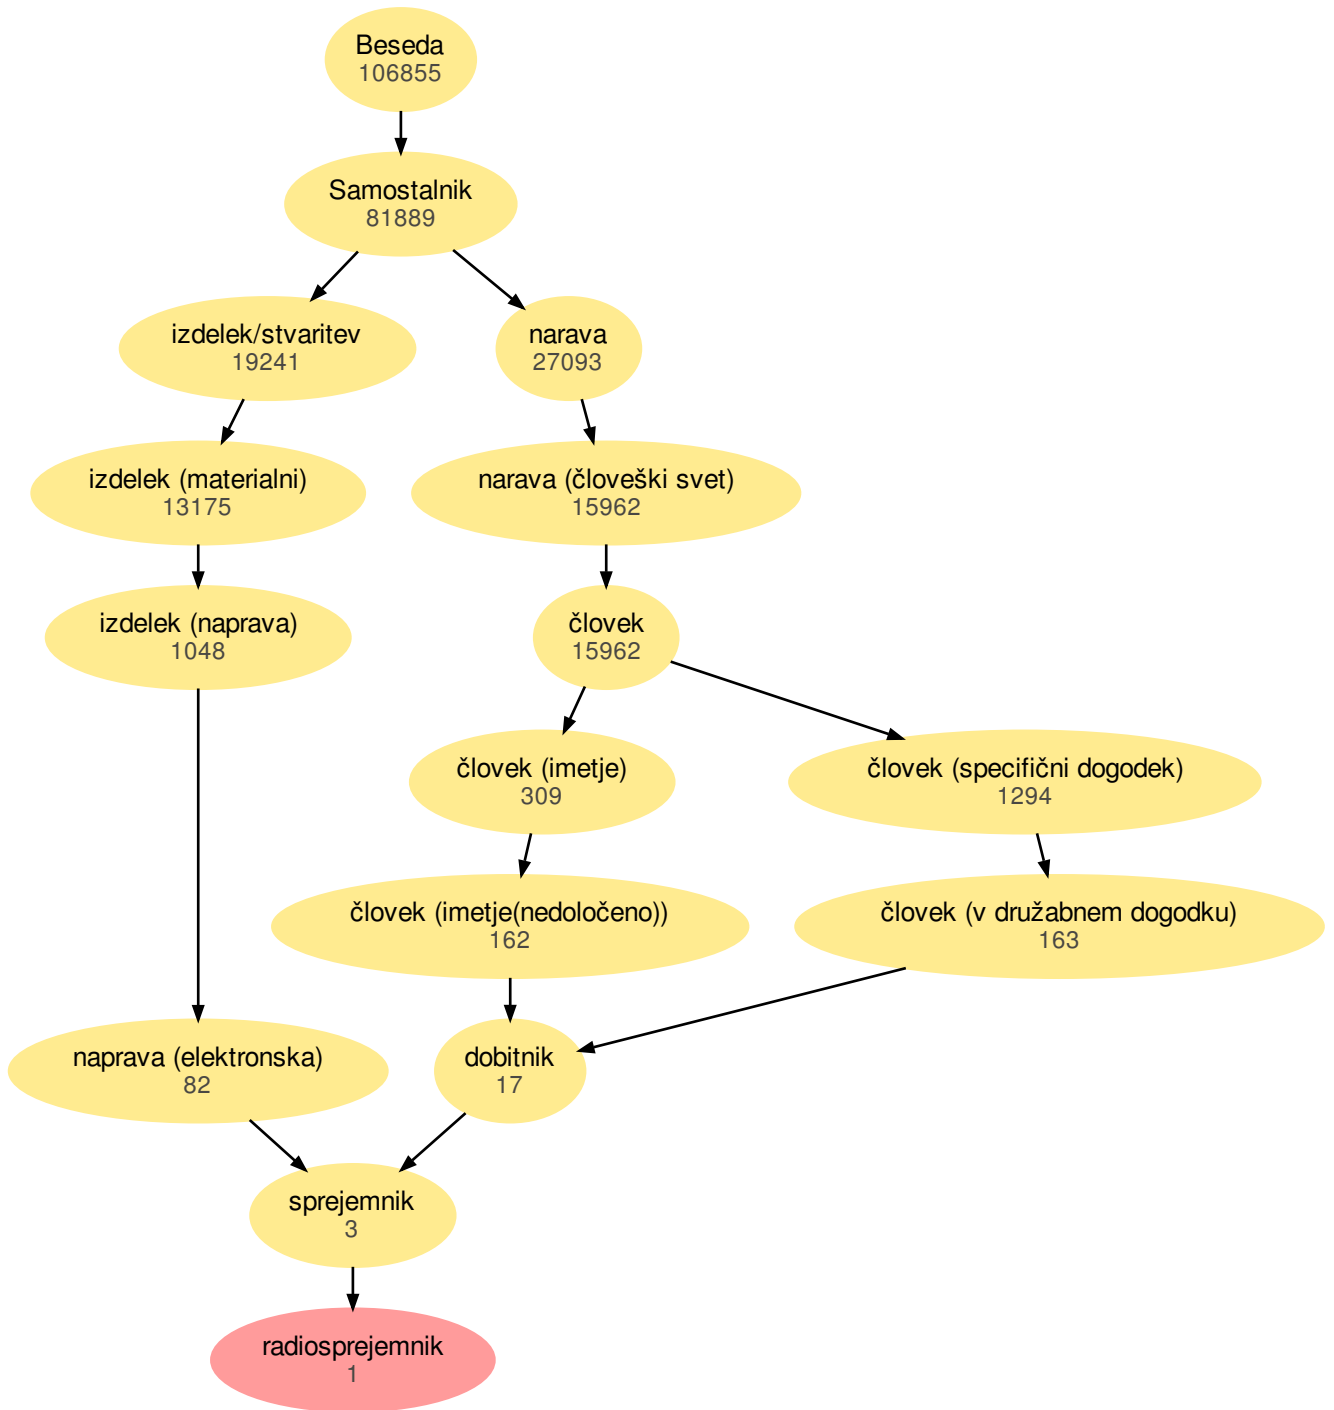 Beseda
106855
Samostalnik
81889
izdelek/stvaritev
19241
narava
27093
izdelek (materialni)
13175
narava (človeški svet)
15962
izdelek (naprava)
1048
človek
15962
človek (imetje)
309
človek (specifični dogodek)
1294
človek (imetje(nedoločeno))
162
človek (v družabnem dogodku)
163
naprava (elektronska)
82
dobitnik
17
sprejemnik
3
radiosprejemnik
1